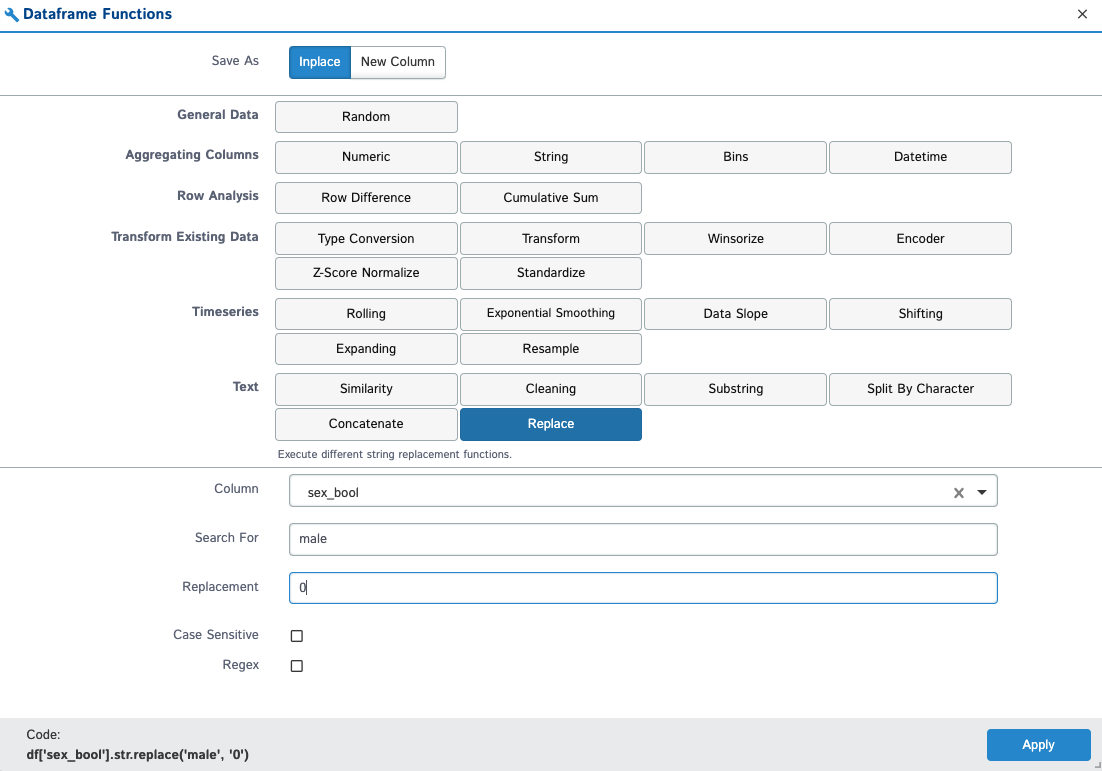 Dataframe Functions
Save As Inplace New Column
General Data Random
Aggregating Columns Numeric String Bins Datetime
Row Analysis Row Difference Cumulative Sum
Transform Existing Data Type Conversion Transform Winsorize Encoder
Z-Score Normalize Standardize
Timeseries Rolling Exponential Smoothing Data Slope Shifting
Expanding Resample
Text Similarity Cleaning Substring Split By Character
Concatenate Replace
Execute different string replacement functions.
Column sex_bool
Search For male
Replacement 0
Case Sensitive
Regex
Code:
df['sex_bool'].str.replace('male', '0')
Apply